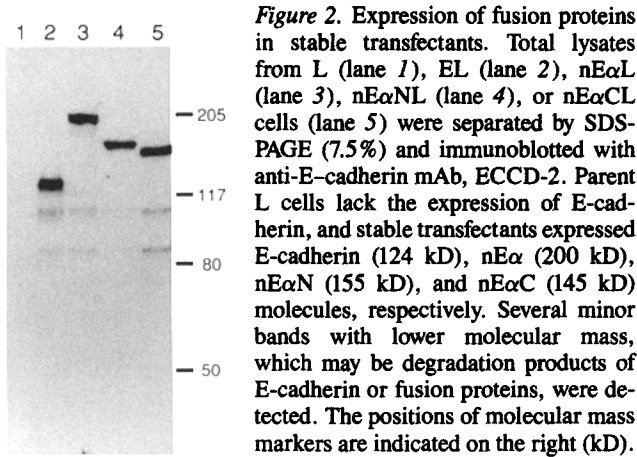 1 2 3 4 5
205
117
80
50
Figure 2. Expression of fusion proteins
in stable transfectants. Total lysates
from L (lane 1), EL (lane 2), nEαL
(lane 3), nEαNL (lane 4), or nEαCL
cells (lane 5) were separated by SDS-
PAGE (7.5%) and immunoblotted with
anti-E–cadherin mAb, ECCD-2. Parent
L cells lack the expression of E-cad-
herin, and stable transfectants expressed
E-cadherin (124 kD), nEα (200 kD),
nEαN (155 kD), and nEαC (145 kD)
molecules, respectively. Several minor
bands with lower molecular mass,
which may be degradation products of
E-cadherin or fusion proteins, were de-
tected. The positions of molecular mass
markers are indicated on the right (kD).